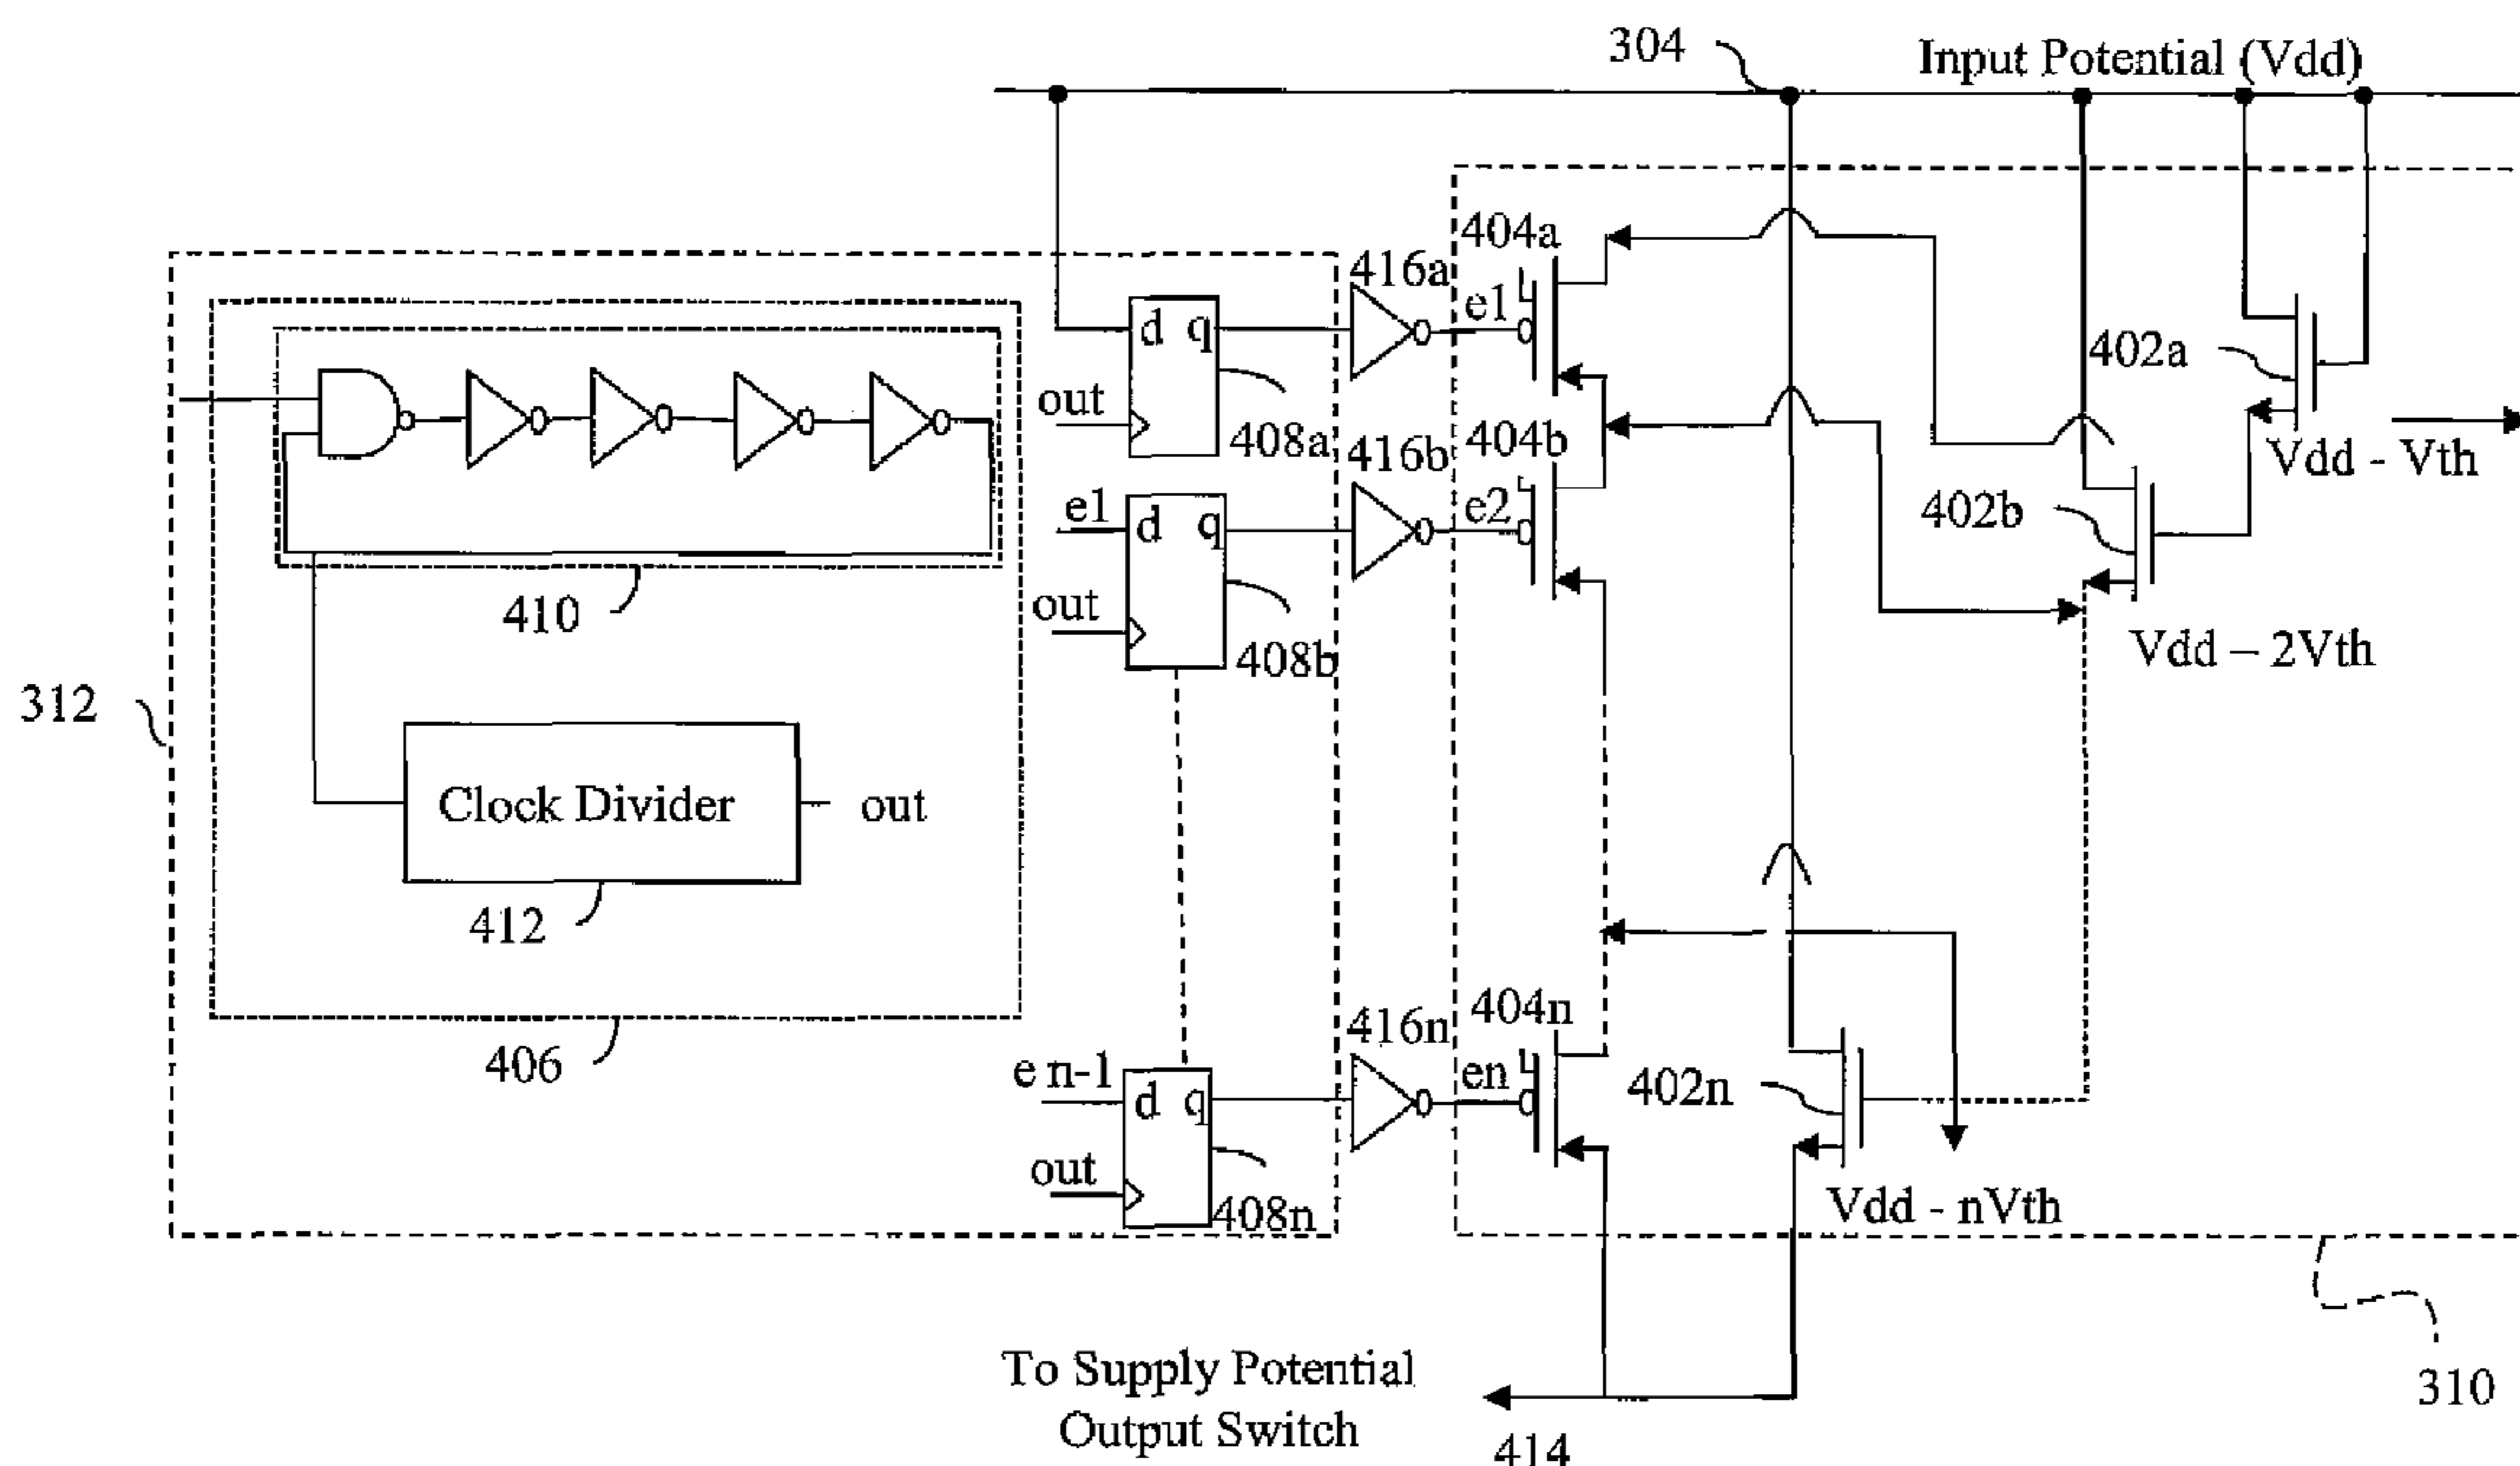 304
Input Potential (Vdd)
404a
416a
e1
d q
402a
out
408a
416b
404b
Vdd - Vth
e1
d q
e2
402b
410
out
408b
Vdd – 2Vth
312
Clock Divider
out
412
404n
416n
406
e n-1
d q
en
402n
out
408n
Vdd - nVth
To Supply Potential
Output Switch
310
414